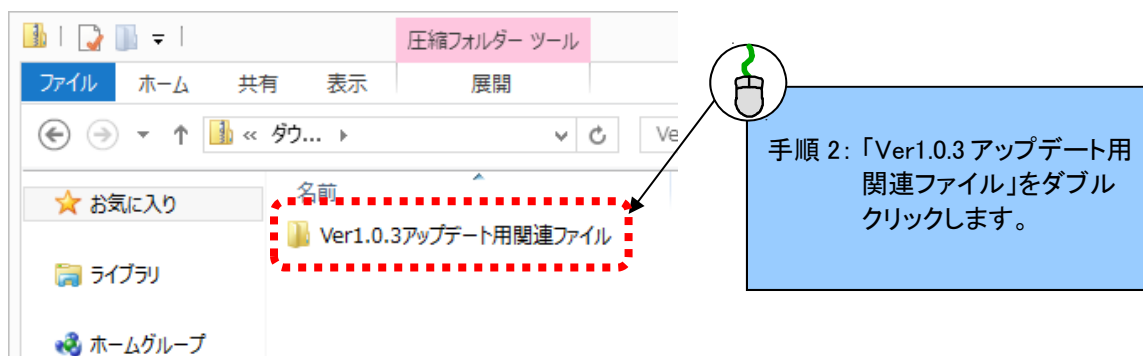 圧縮フォルダー ツール
ファイル ホーム 共有 表示 展開
« ダウ... Ve
お気に入り
名前
Ver1.0.3アップデート用関連ファイル
ライブラリ
ホームグループ
手順 2: 「Ver1.0.3 アップデート用
関連ファイル」をダブル
クリックします。